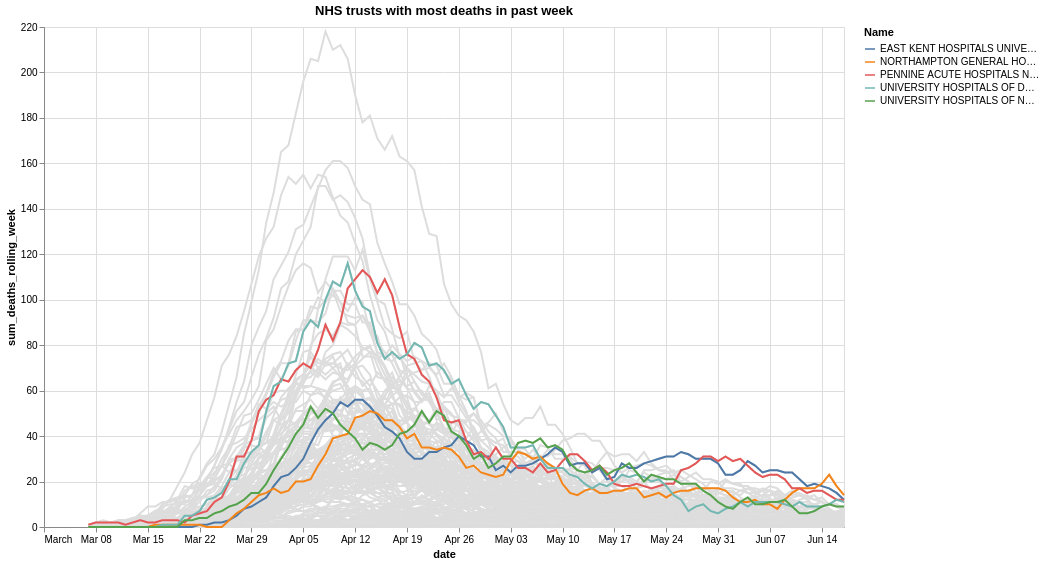 NHS trusts with most deaths in past week
Name
EAST KENT HOSPITALS UNIVE…
NORTHAMPTON GENERAL HO…
PENNINE ACUTE HOSPITALS N…
UNIVERSITY HOSPITALS OF D…
UNIVERSITY HOSPITALS OF N…
sum_deaths_rolling_week
220
200
180
160
140
120
100
80
60
40
20
0
March Mar 08 Mar 15 Mar 22 Mar 29 Apr 05 Apr 12 Apr 19 Apr 26 May 03 May 10 May 17 May 24 May 31 Jun 07 Jun 14
date